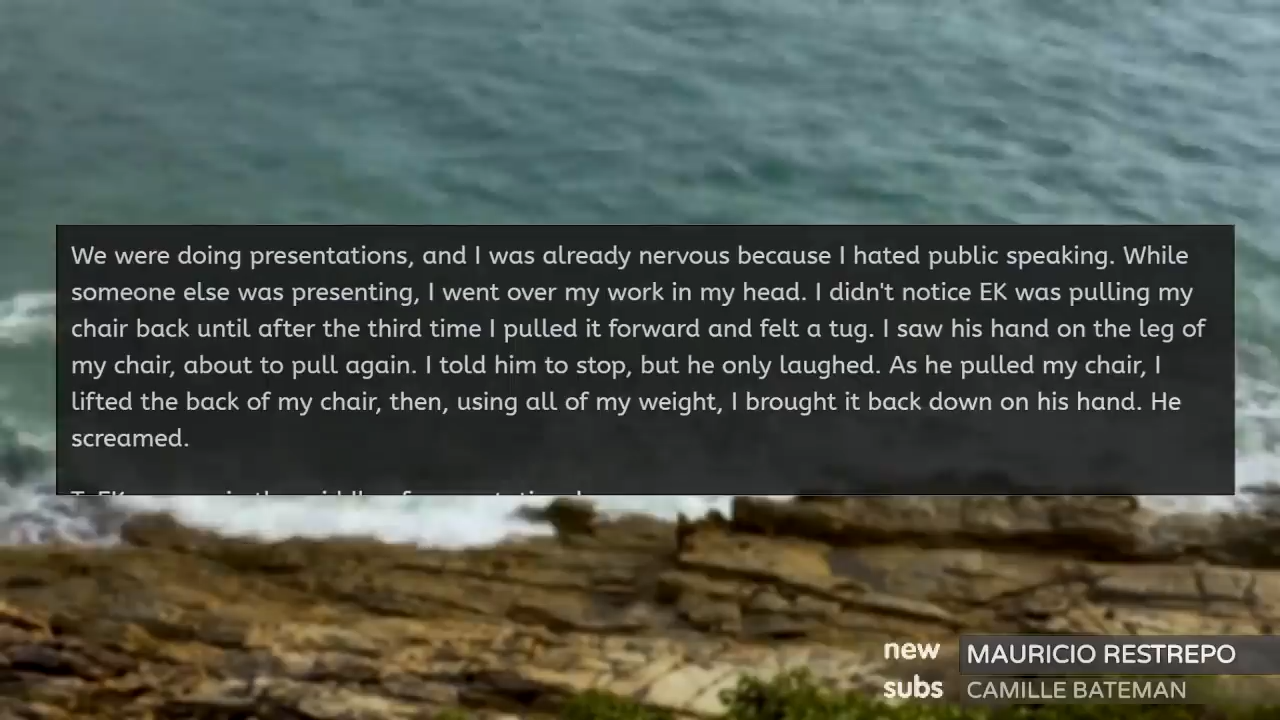 We were doing presentations, and I was already nervous because I hated public speaking. While
someone else was presenting, I went over my work in my head. I didn't notice EK was pulling my
chair back until after the third time I pulled it forward and felt a tug. I saw his hand on the leg of
my chair, about to pull again. I told him to stop, but he only laughed. As he pulled my chair, I
lifted the back of my chair, then, using all of my weight, I brought it back down on his hand. He
screamed.
new MAURICIO RESTREPO
subs CAMILLE BATEMAN